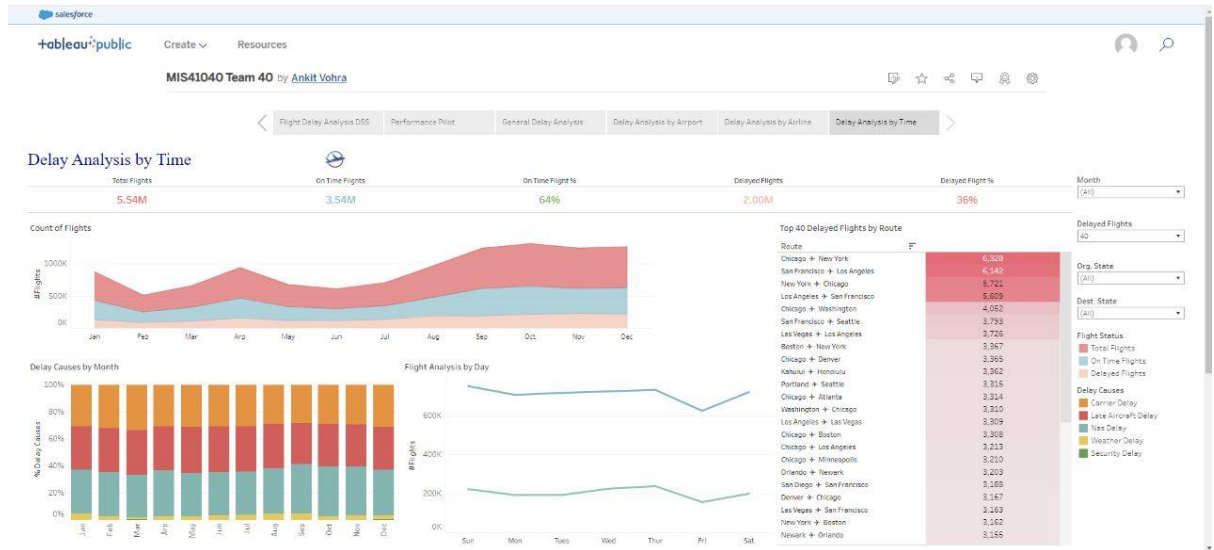 salesforce
+ableau public Create Resources
MIS41040 Team 40 by Ankit Vohra
Flight Delay Analysis DSS Performance Pilot General Delay Analysis Delay Analysis by Airport Delay Analysis by Airline Delay Analysis by Time
Delay Analysis by Time
Total Flights On Time Flights On Time Flight % Delayed Flights Delayed Flight %
5.54M 3.54M 64% 2.00M 36%
Month
(All)
Delayed Flights
40
Org. State
(All)
Dest. State
(All)
Flight Status
Total Flights
On Time Flights
Delayed Flights
Delay Causes
Carrier Delay
Late Aircraft Delay
Nas Delay
Weather Delay
Security Delay
Count of Flights
#Flights
1000K
500K
0K
Jan Feb Mar Arp May Jun Jul Aug Sep Oct Nov Dec
Delay Causes by Month
% Delay Causes
100%
80%
60%
40%
20%
0%
Jan Feb Mar Arp May Jun Jul Aug Sep Oct Nov Dec
Flight Analysis by Day
#Flights
600K
400K
200K
0K
Sun Mon Tues Wed Thur Fri Sat
Top 40 Delayed Flights by Route
Route
Chicago ✈ New York 6,328
San Francisco ✈ Los Angeles 6,142
New York ✈ Chicago 5,721
Los Angeles ✈ San Francisco 5,609
Chicago ✈ Washington 4,052
San Francisco ✈ Seattle 3,793
Las Vegas ✈ Los Angeles 3,726
Boston ✈ New York 3,367
Chicago ✈ Denver 3,365
Kahului ✈ Honolulu 3,362
Portland ✈ Seattle 3,315
Chicago ✈ Atlanta 3,314
Washington ✈ Chicago 3,310
Los Angeles ✈ Las Vegas 3,309
Chicago ✈ Boston 3,308
Chicago ✈ Los Angeles 3,213
Chicago ✈ Minneapolis 3,210
Orlando ✈ Newark 3,203
San Diego ✈ San Francisco 3,188
Denver ✈ Chicago 3,167
Las Vegas ✈ San Francisco 3,163
New York ✈ Boston 3,162
Newark ✈ Orlando 3,155